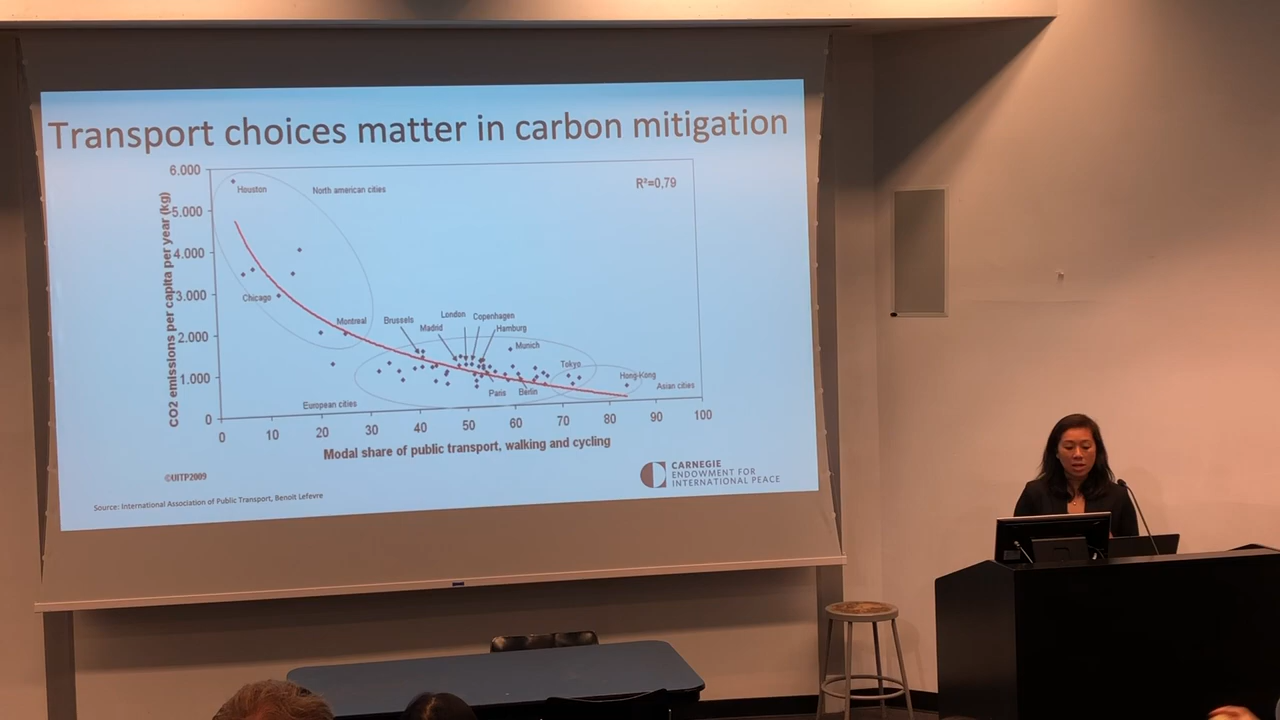 Transport choices matter in carbon mitigation
6.000
5.000
4.000
3.000
2.000
1.000
0
CO2 emissions per capita per year (kg)
Houston
North american cities
R²=0,79
Chicago
Montreal
Brussels
Madrid
London
Copenhagen
Hamburg
Munich
Tokyo
Hong-Kong
Asian cities
Paris
Berlin
European cities
0 10 20 30 40 50 60 70 80 90 100
Modal share of public transport, walking and cycling
©UITP2009
Source: International Association of Public Transport, Benoit Lefevre
CARNEGIE
ENDOWMENT FOR
INTERNATIONAL PEACE